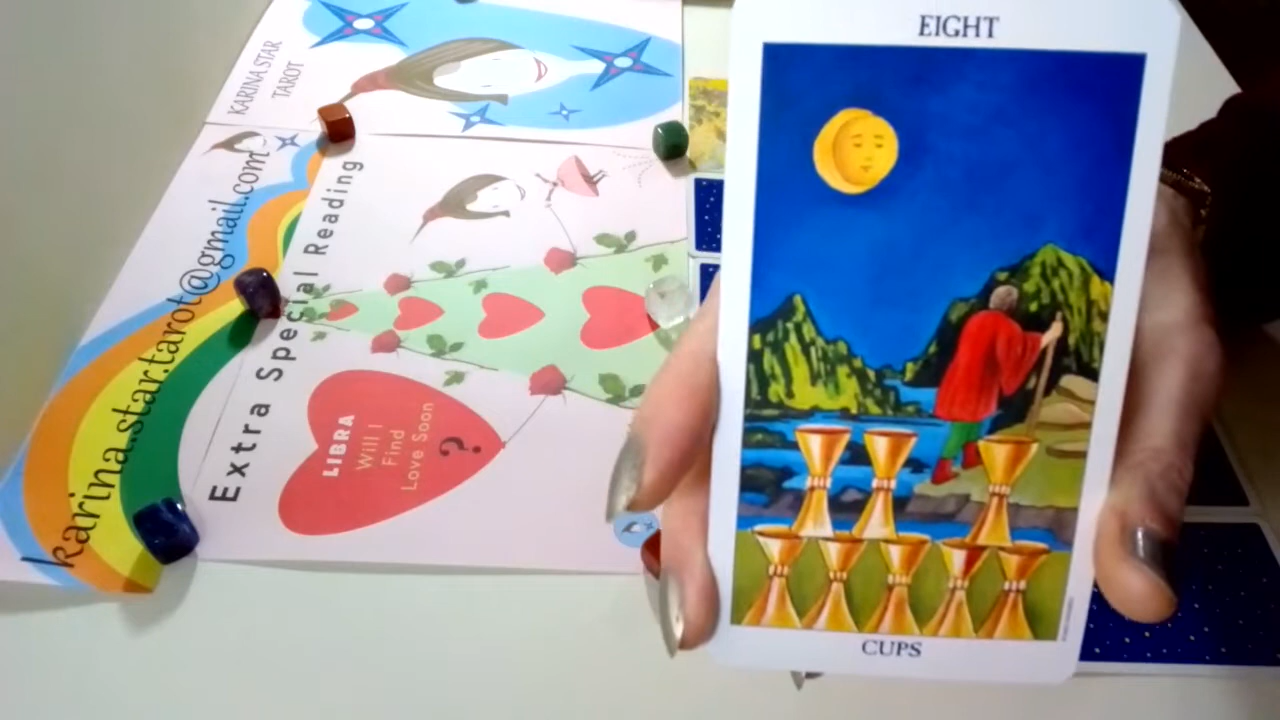 KARINA STAR
TAROT
karina.star.tarot@gmail.com
Extra Special Reading
LIBRA
Will I
Find
Love Soon
?
EIGHT
CUPS